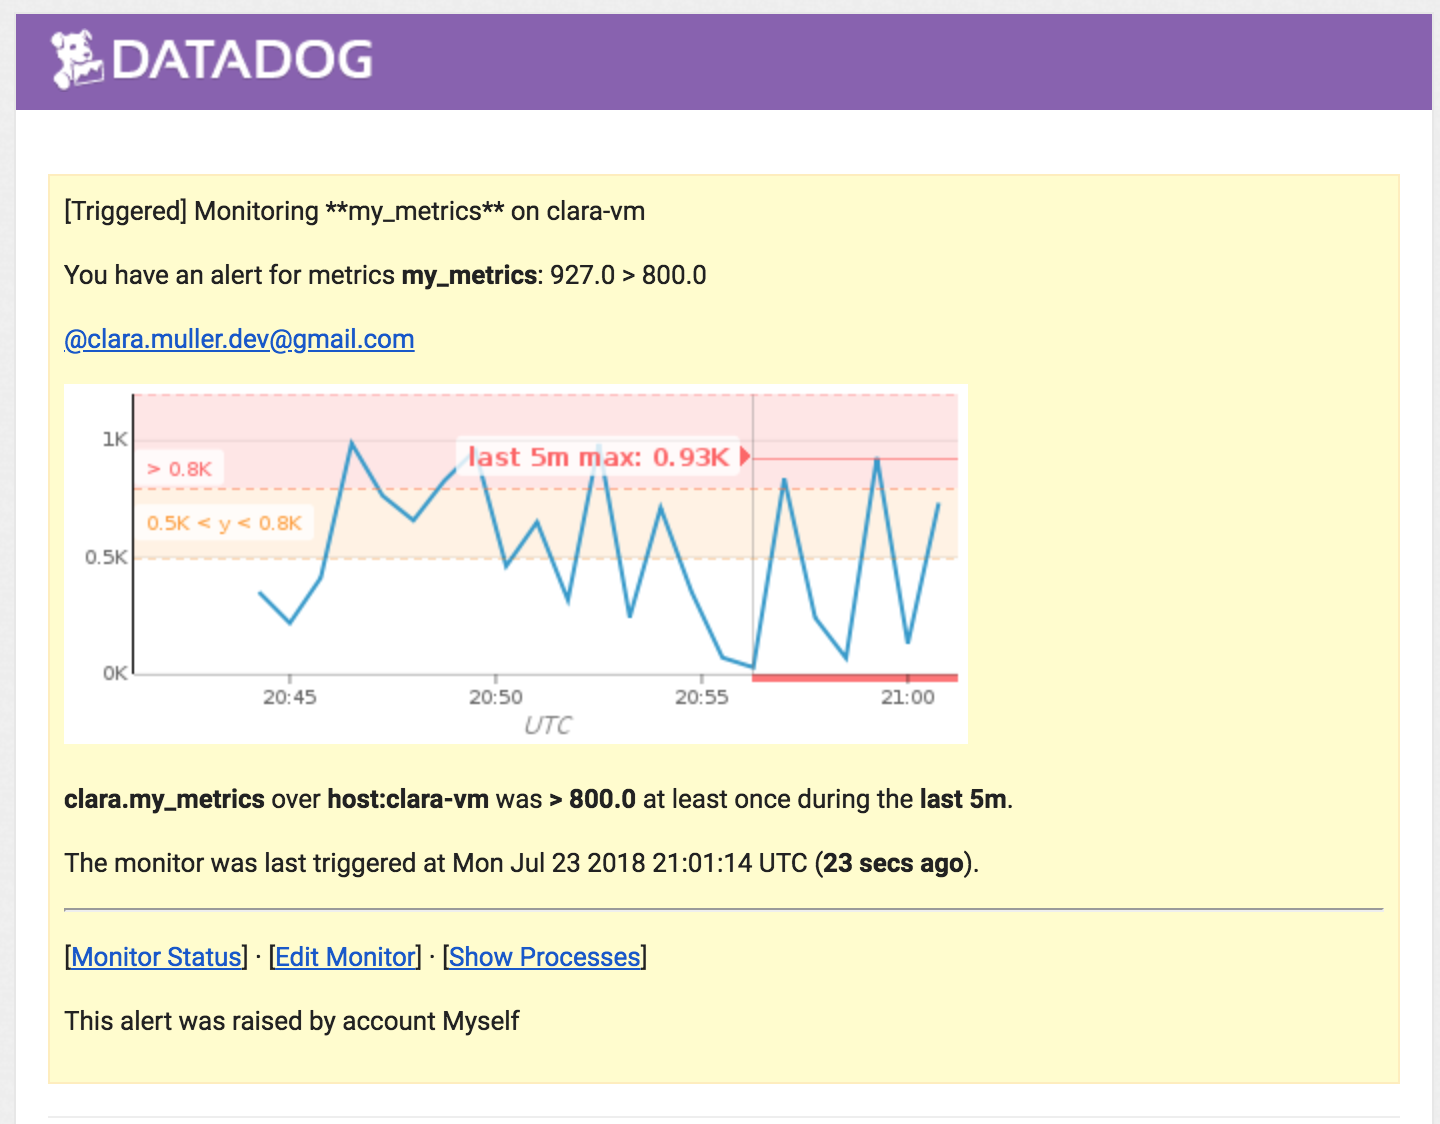 DATADOG
[Triggered] Monitoring **my_metrics** on clara-vm
You have an alert for metrics my_metrics: 927.0 > 800.0
@clara.muller.dev@gmail.com
1K
last 5m max: 0.93K
> 0.8K
0.5K < y < 0.8K
0.5K
0K
20:45 20:50 20:55 21:00
UTC
clara.my_metrics over host:clara-vm was > 800.0 at least once during the last 5m.
The monitor was last triggered at Mon Jul 23 2018 21:01:14 UTC (23 secs ago).
[Monitor Status] · [Edit Monitor] · [Show Processes]
This alert was raised by account Myself